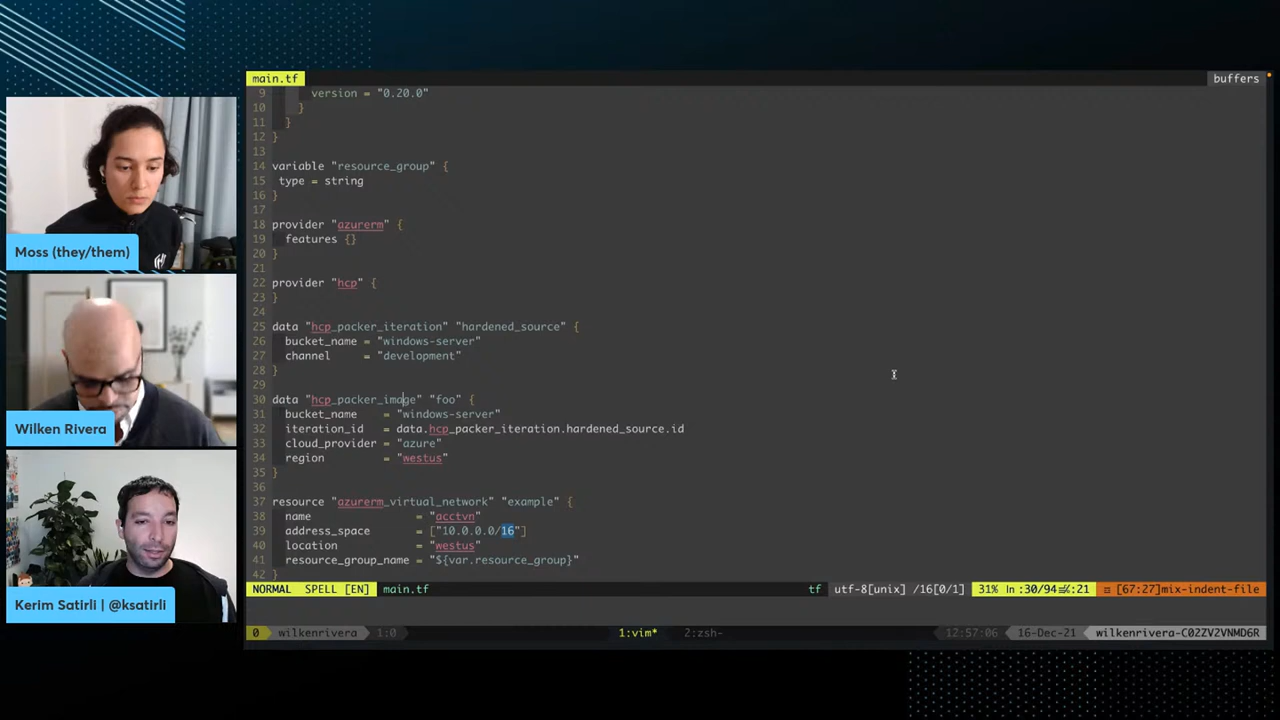 main.tf
buffers
9 version = "0.20.0"
10 }
11 }
12 }
13
14 variable "resource_group" {
15 type = string
16 }
17
18 provider "azurerm" {
19 features {}
20 }
21
22 provider "hcp" {
23 }
24
25 data "hcp_packer_iteration" "hardened_source" {
26 bucket_name = "windows-server"
27 channel = "development"
28 }
29
30 data "hcp_packer_image" "foo" {
31 bucket_name = "windows-server"
32 iteration_id = data.hcp_packer_iteration.hardened_source.id
33 cloud_provider = "azure"
34 region = "westus"
35 }
36
37 resource "azurerm_virtual_network" "example" {
38 name = "acctvn"
39 address_space = ["10.0.0.0/16"]
40 location = "westus"
41 resource_group_name = "${var.resource_group}"
42 }
NORMAL SPELL [EN] main.tf tf utf-8[unix] /16[0/1] 31% :30/94 :21 [67:27]mix-indent-file
0 wilkenrivera 1:0 1:vim* 2:zsh- 12:57:06 16-Dec-21 wilkenrivera-C02ZV2VNMD6R
Moss (they/them)
Wilken Rivera
Kerim Satirli | @ksatirli